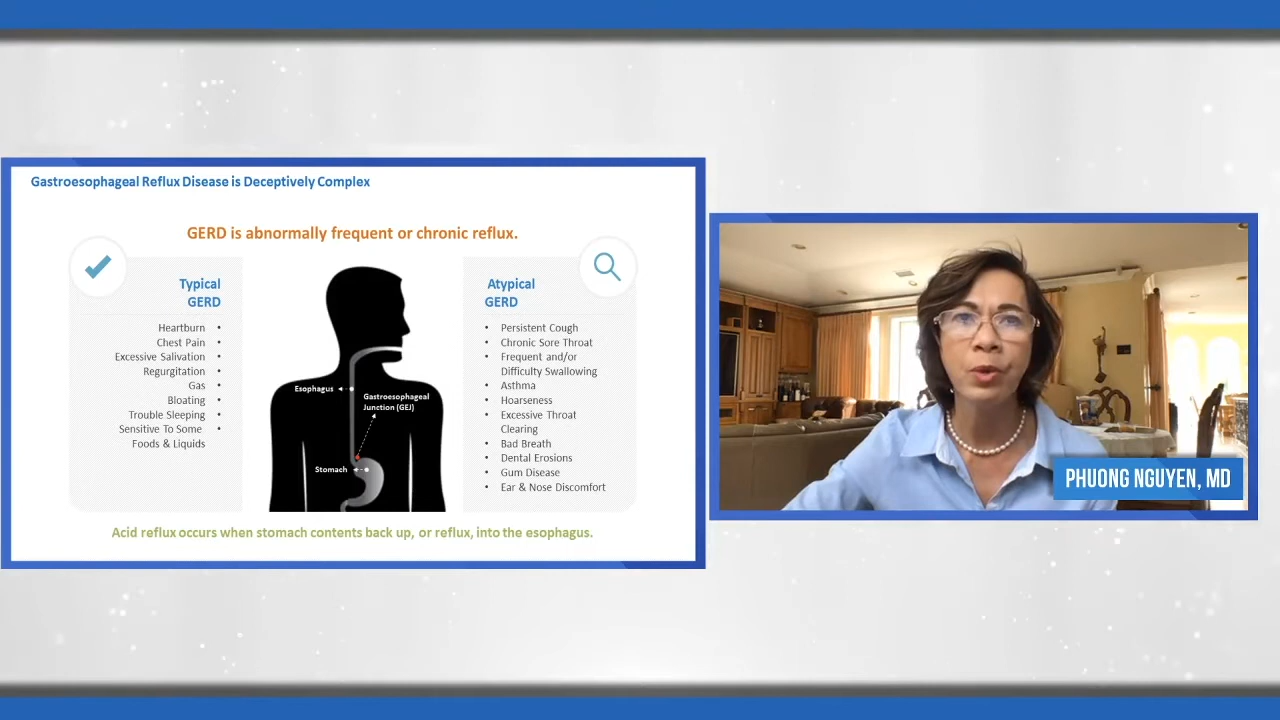 Gastroesophageal Reflux Disease is Deceptively Complex
GERD is abnormally frequent or chronic reflux.
Typical
GERD
Heartburn •
Chest Pain •
Excessive Salivation •
Regurgitation •
Gas •
Bloating •
Trouble Sleeping •
Sensitive To Some •
Foods & Liquids
Esophagus
Gastroesophageal
Junction (GEJ)
Stomach
Atypical
GERD
• Persistent Cough
• Chronic Sore Throat
• Frequent and/or
Difficulty Swallowing
• Asthma
• Hoarseness
• Excessive Throat
Clearing
• Bad Breath
• Dental Erosions
• Gum Disease
• Ear & Nose Discomfort
Acid reflux occurs when stomach contents back up, or reflux, into the esophagus.
PHUONG NGUYEN, MD